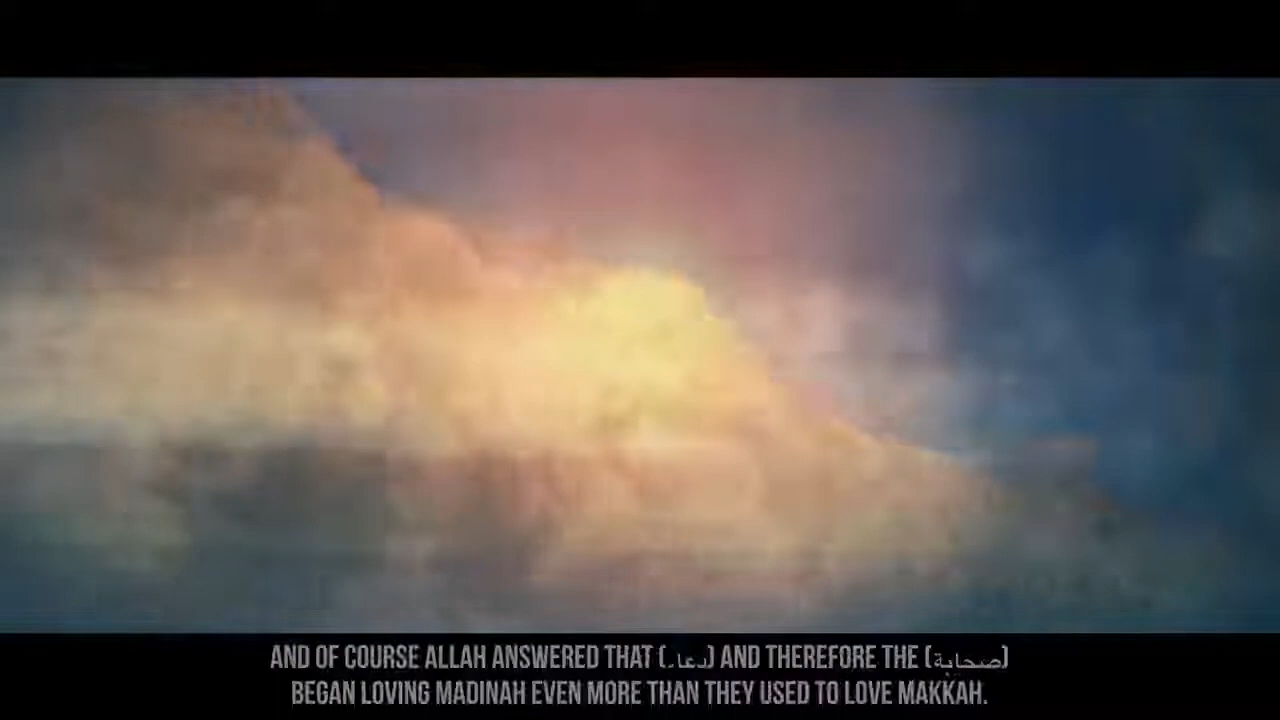 AND OF COURSE ALLAH ANSWERED THAT (دعاء) AND THEREFORE THE (صحابة)
BEGAN LOVING MADINAH EVEN MORE THAN THEY USED TO LOVE MAKKAH.